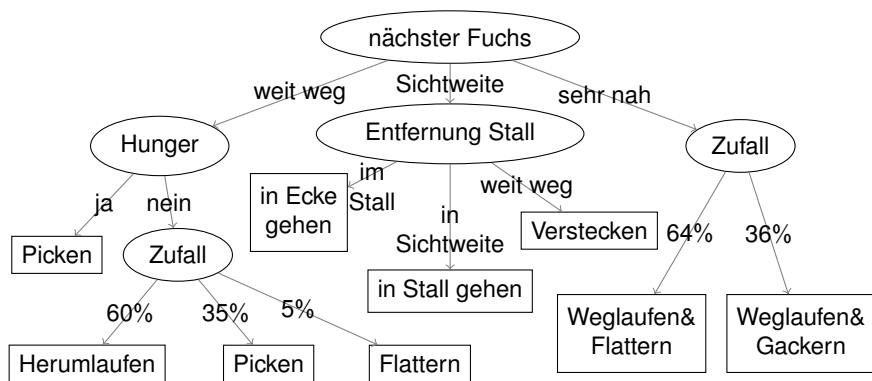 nächster Fuchs
weit weg
Sichtweite
sehr nah
Hunger
Entfernung Stall
Zufall
ja
nein
im
Stall
in
Sichtweite
weit weg
64%
36%
Picken
Zufall
in Ecke
gehen
in Stall gehen
Verstecken
Weglaufen&
Flattern
Weglaufen&
Gackern
60%
35%
5%
Herumlaufen
Picken
Flattern